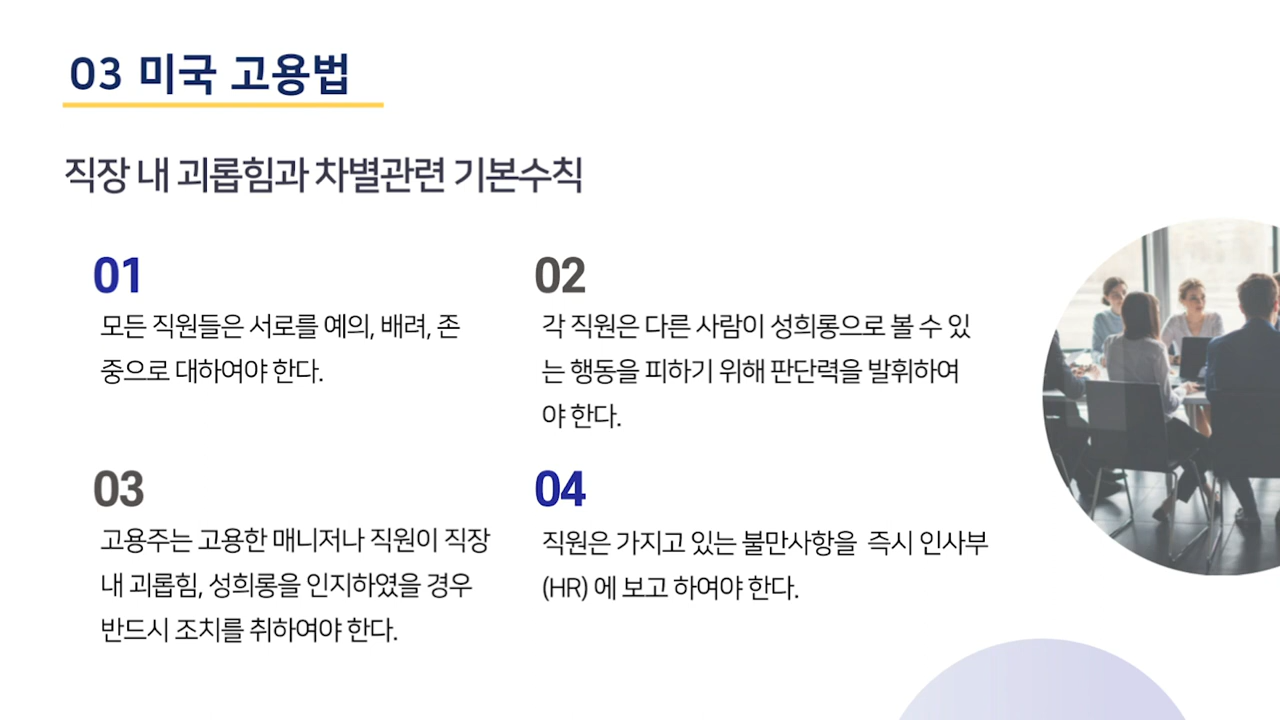 03 미국 고용법
직장 내 괴롭힘과 차별관련 기본수칙
01
모든 직원들은 서로를 예의, 배려, 존
중으로 대하여야 한다.
02
각 직원은 다른 사람이 성희롱으로 볼 수 있
는 행동을 피하기 위해 판단력을 발휘하여
야 한다.
03
고용주는 고용한 매니저나 직원이 직장
내 괴롭힘, 성희롱을 인지하였을 경우
반드시 조치를 취하여야 한다.
04
직원은 가지고 있는 불만사항을 즉시 인사부
(HR) 에 보고 하여야 한다.